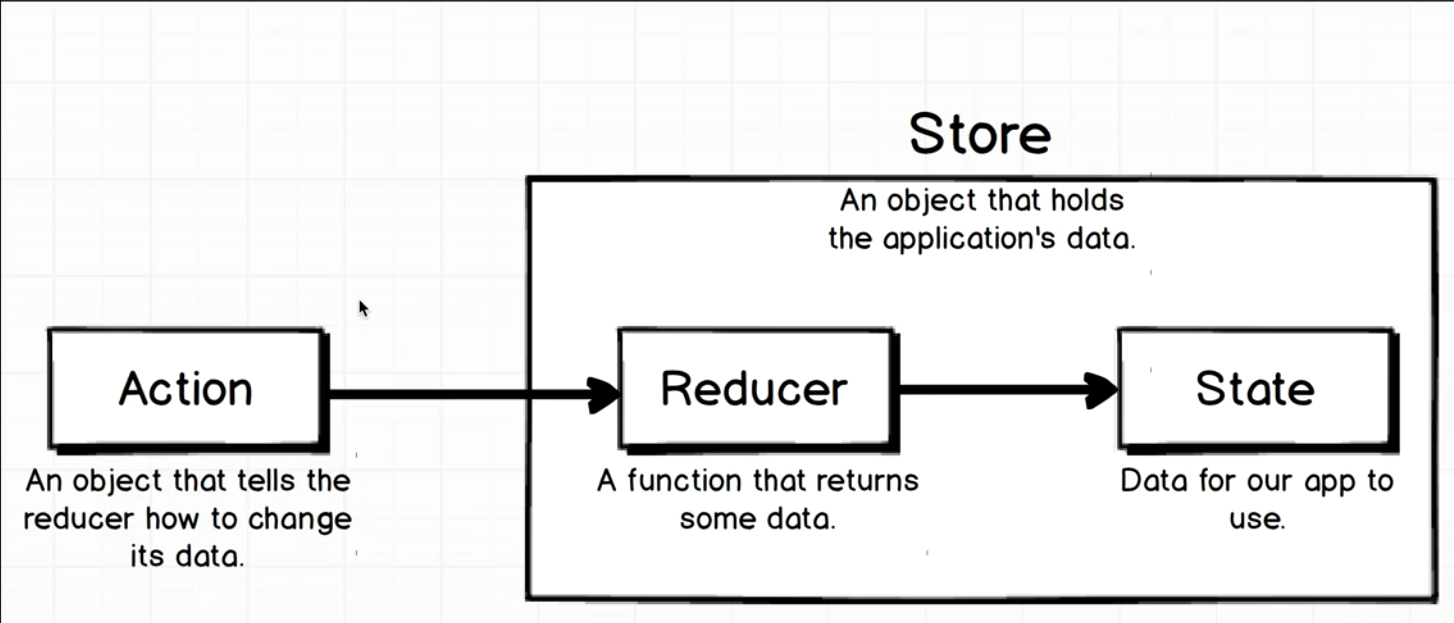 Store
An object that holds
the application's data.
Action
Reducer
State
An object that tells the
reducer how to change
its data.
A function that returns
some data.
Data for our app to
use.